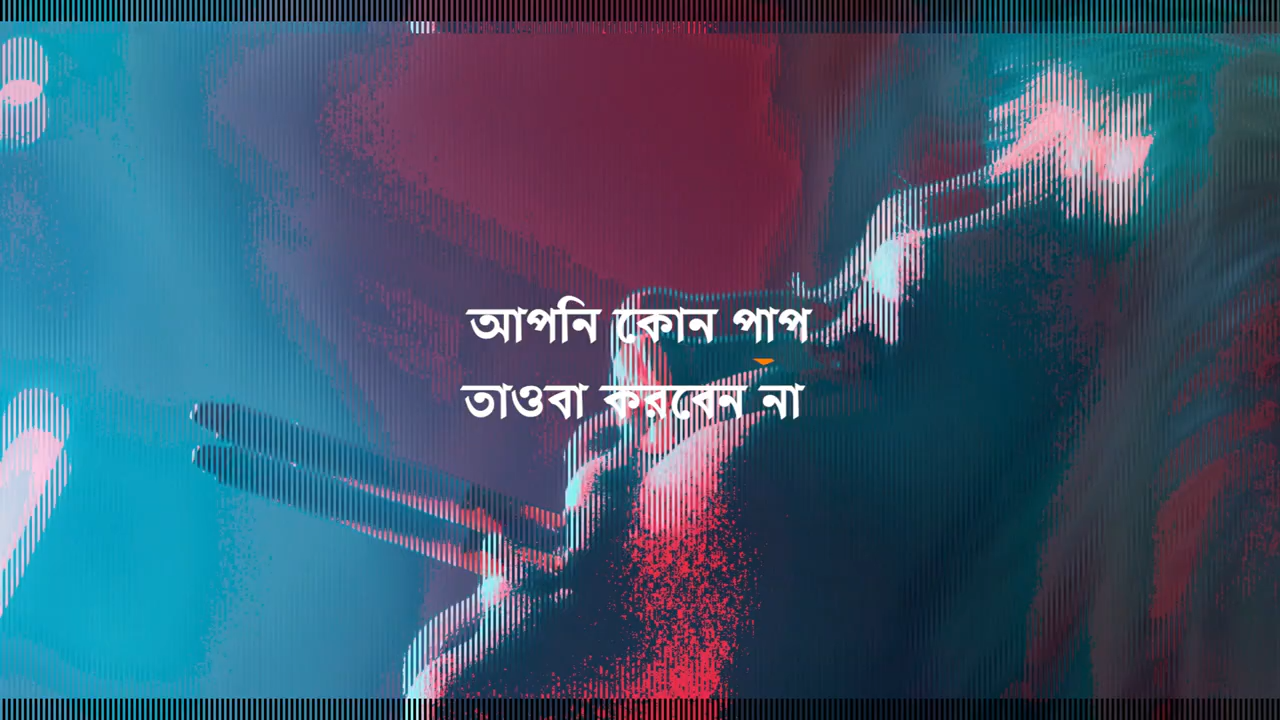 আপনি কোন পাপ
তাওবা করবেন না